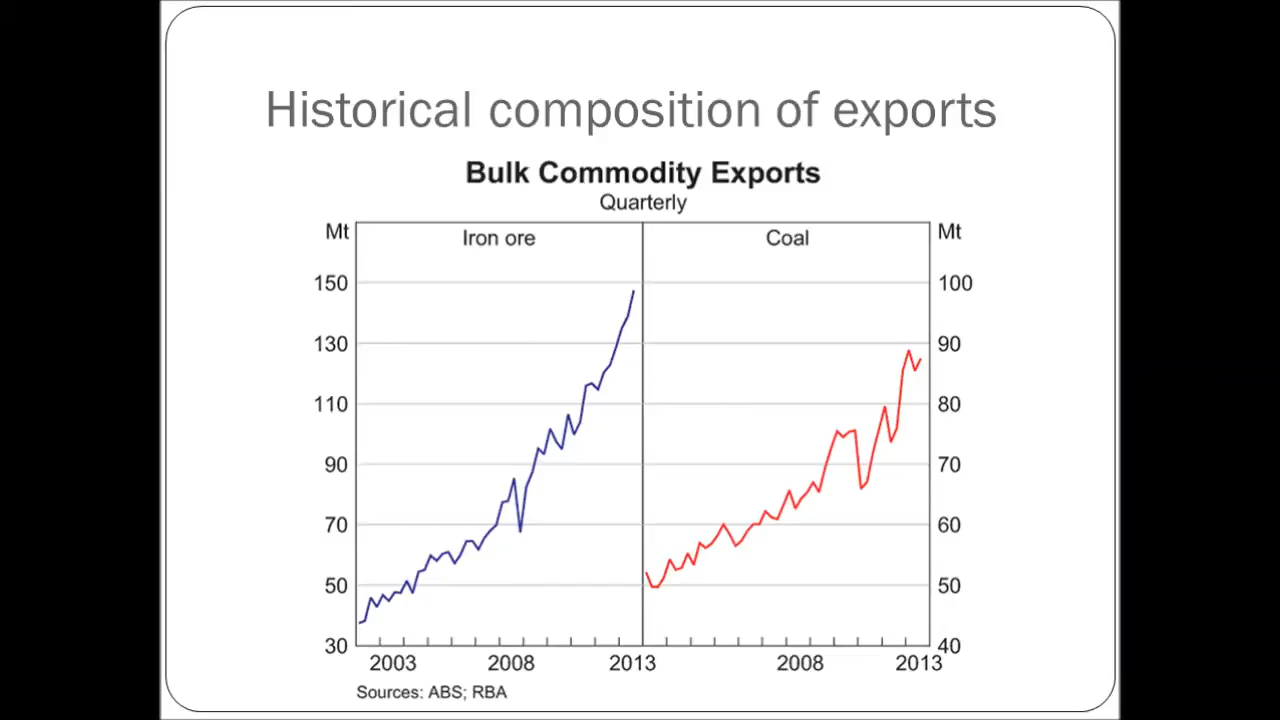 Historical composition of exports
Bulk Commodity Exports
Quarterly
Mt Iron ore Coal Mt
150 100
130 90
110 80
90 70
70 60
50 50
30 40
2003 2008 2013 2008 2013
Sources: ABS; RBA